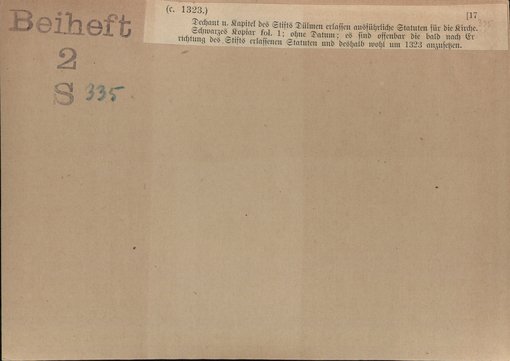 Beiheft
2
S 335
(c. 1323.) [17
Dechant u. Kapitel des Stifts Dülmen erlassen ausführliche Statuten für die Kirche.
Schwarzes Kopiar fol. 1; ohne Datum; es sind offenbar die bald nach Er
richtung des Stifts erlassenen Statuten und deshalb wohl um 1323 anzusetzen.
335